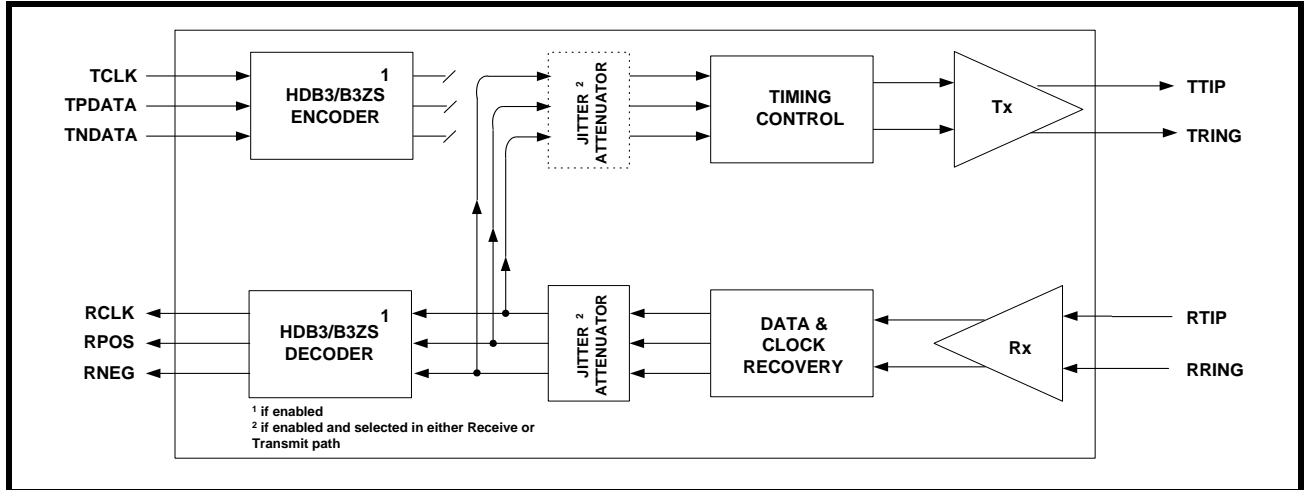 TCLK
TPDATA
TNDATA
1
HDB3/B3ZS
ENCODER
JITTER 2
ATTENUATOR
TIMING
CONTROL
Tx
TTIP
TRING
RCLK
RPOS
RNEG
1
HDB3/B3ZS
DECODER
JITTER 2
ATTENUATOR
DATA &
CLOCK
RECOVERY
Rx
RTIP
RRING
1 if enabled
2 if enabled and selected in either Receive or
Transmit path